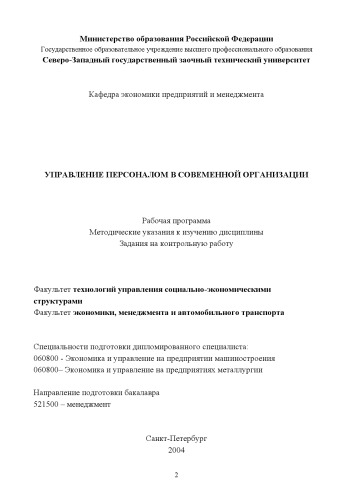 Министерство образования Российской Федерации
Государственное образовательное учреждение высшего профессионального образования
Северо-Западный государственный заочный технический университет
Кафедра экономики предприятий и менеджмента
УПРАВЛЕНИЕ ПЕРСОНАЛОМ В СОВЕМЕННОЙ ОРГАНИЗАЦИИ
Рабочая программа
Методические указания к изучению дисциплины
Задания на контрольную работу
Факультет технологий управления социально-экономическими
структурами
Факультет экономики, менеджмента и автомобильного транспорта
Специальности подготовки дипломированного специалиста:
060800 - Экономика и управление на предприятии машиностроения
060800– Экономика и управление на предприятиях металлургии
Направление подготовки бакалавра
521500 – менеджмент
Санкт-Петербург
2004
2